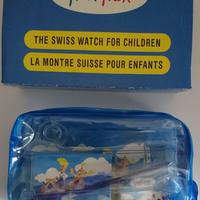 THE SWISS WATCH FOR CHILDREN
LA MONTRE SUISSE POUR ENFANTS